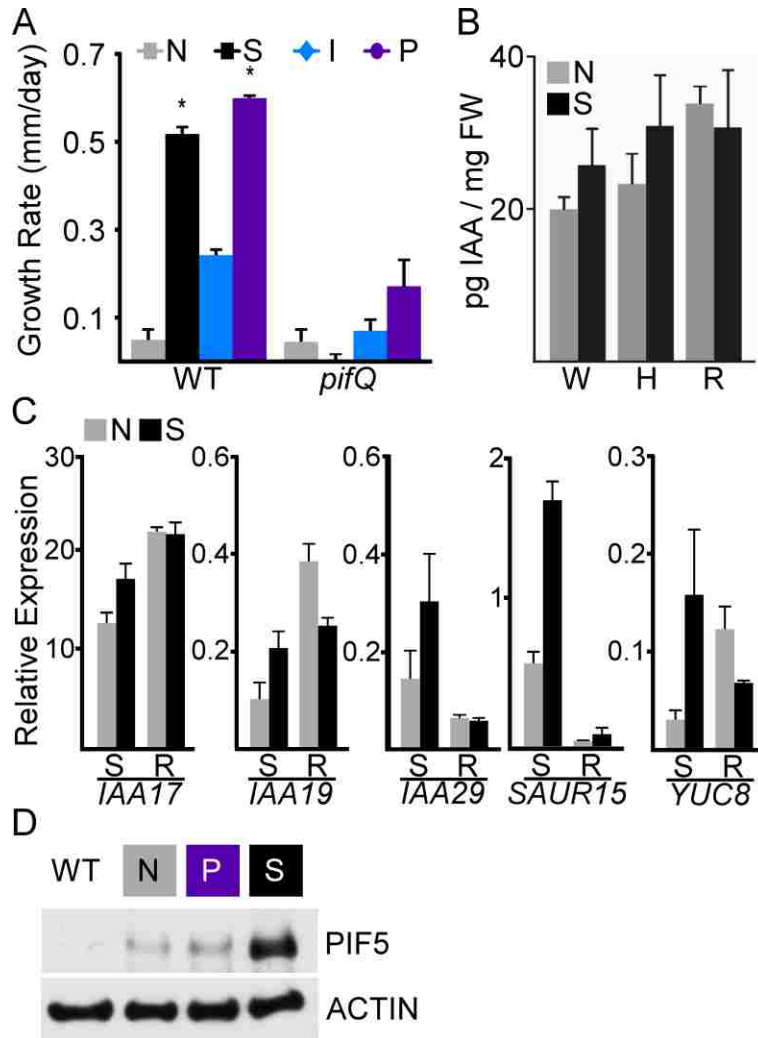 A
N S I P
Growth Rate (mm/day)
0.7
0.5
0.3
0.1
* *
WT pifQ
B
N
S
pg IAA / mg FW
40
20
W H R
C
N S
Relative Expression
30
20
10
S R
IAA17
0.6
0.4
0.2
S R
IAA19
0.6
0.4
0.2
S R
IAA29
2
1
S R
SAUR15
0.3
0.2
0.1
S R
YUC8
D
WT N P S
PIF5
ACTIN